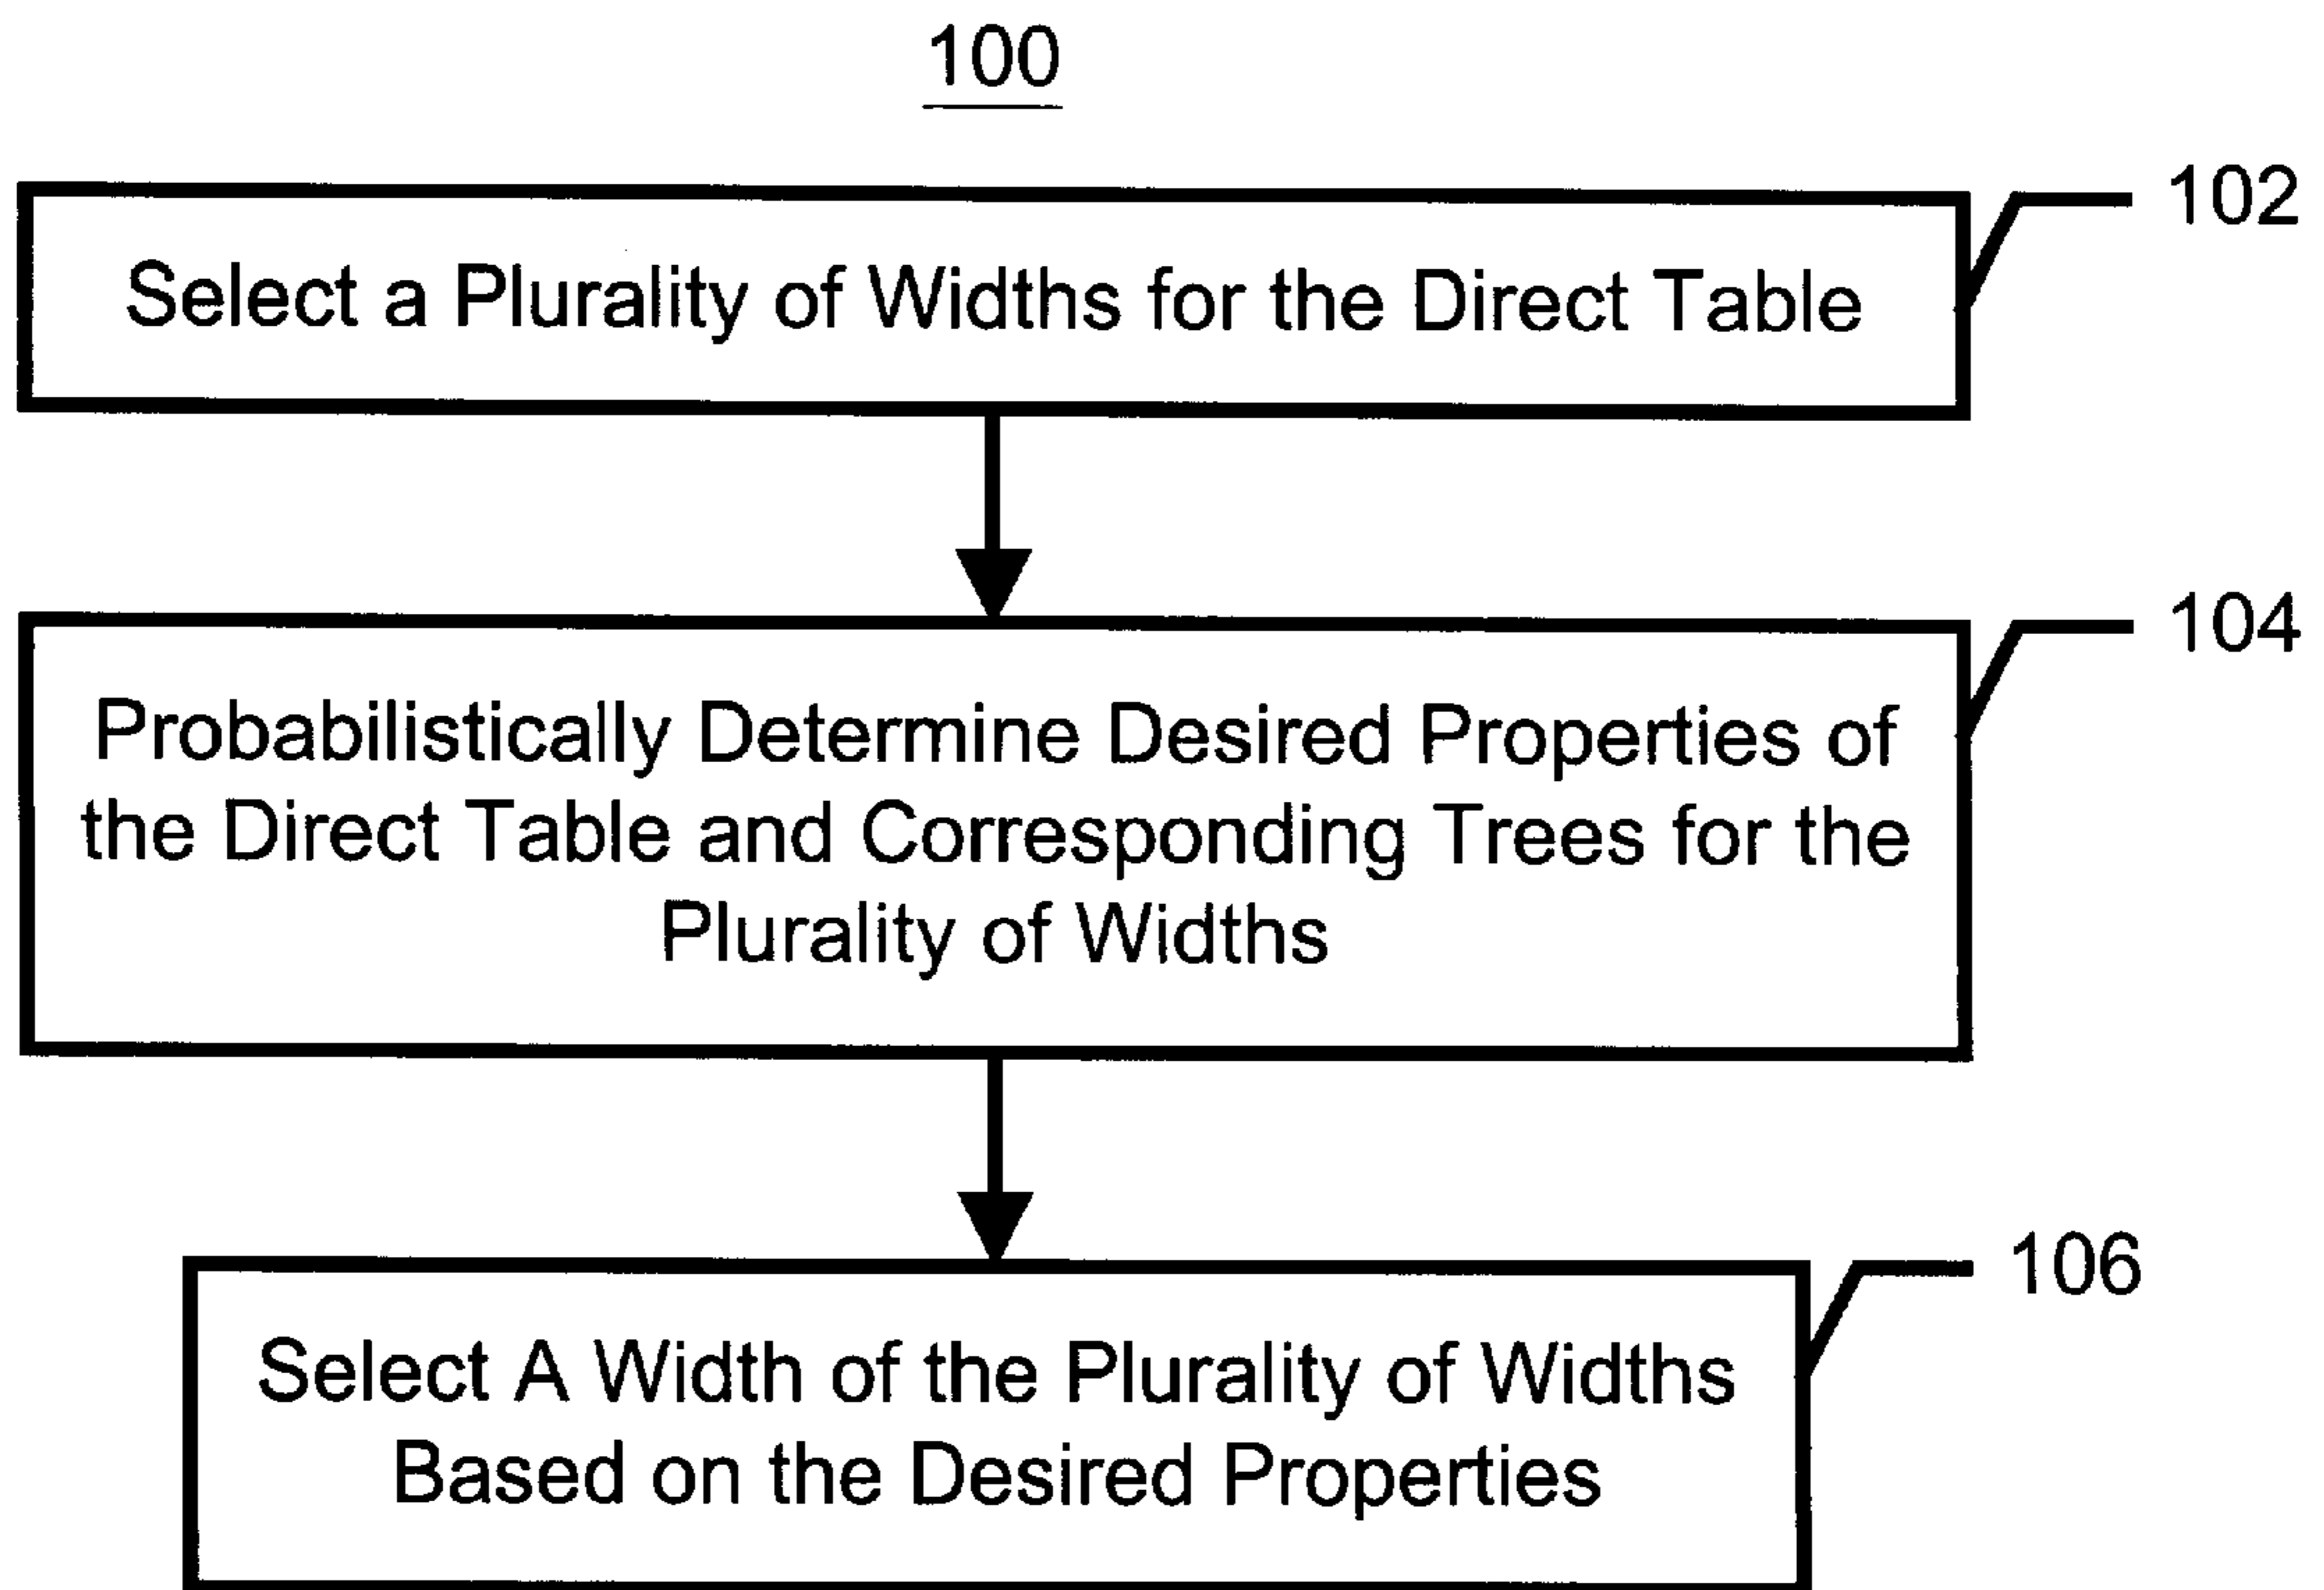 100
102
Select a Plurality of Widths for the Direct Table
104
Probabilistically Determine Desired Properties of
the Direct Table and Corresponding Trees for the
Plurality of Widths
106
Select A Width of the Plurality of Widths
Based on the Desired Properties